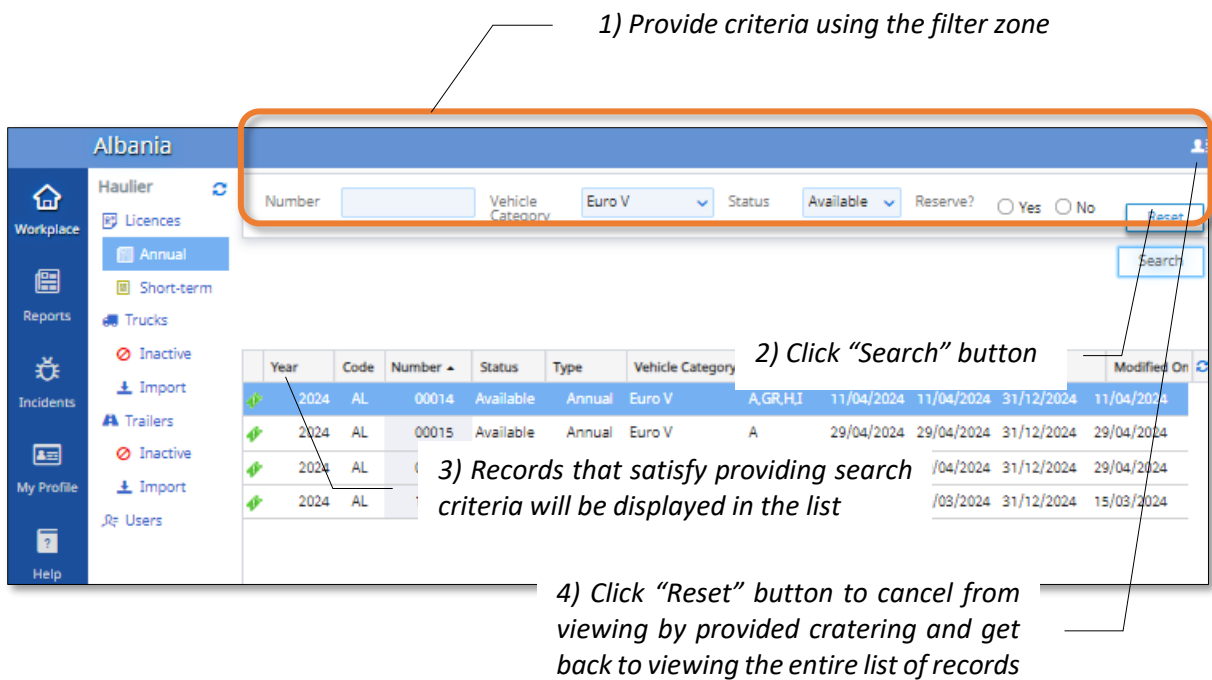 1) Provide criteria using the filter zone
Albania
Workplace
Reports
Incidents
My Profile
Help
Haulier
Licences
Annual
Short-term
Trucks
Inactive
Import
Trailers
Inactive
Import
Users
Number Vehicle Category Euro V Status Available Reserve? Yes No
Reset
Search
2) Click “Search” button
Year Code Number Status Type Vehicle Category Modified On
2024 AL 00014 Available Annual Euro V A,GR,H,I 11/04/2024 11/04/2024 31/12/2024 11/04/2024
2024 AL 00015 Available Annual Euro V A 29/04/2024 29/04/2024 31/12/2024 29/04/2024
2024 AL /04/2024 31/12/2024 29/04/2024
2024 AL /03/2024 31/12/2024 15/03/2024
3) Records that satisfy providing search
criteria will be displayed in the list
4) Click “Reset” button to cancel from
viewing by provided cratering and get
back to viewing the entire list of records